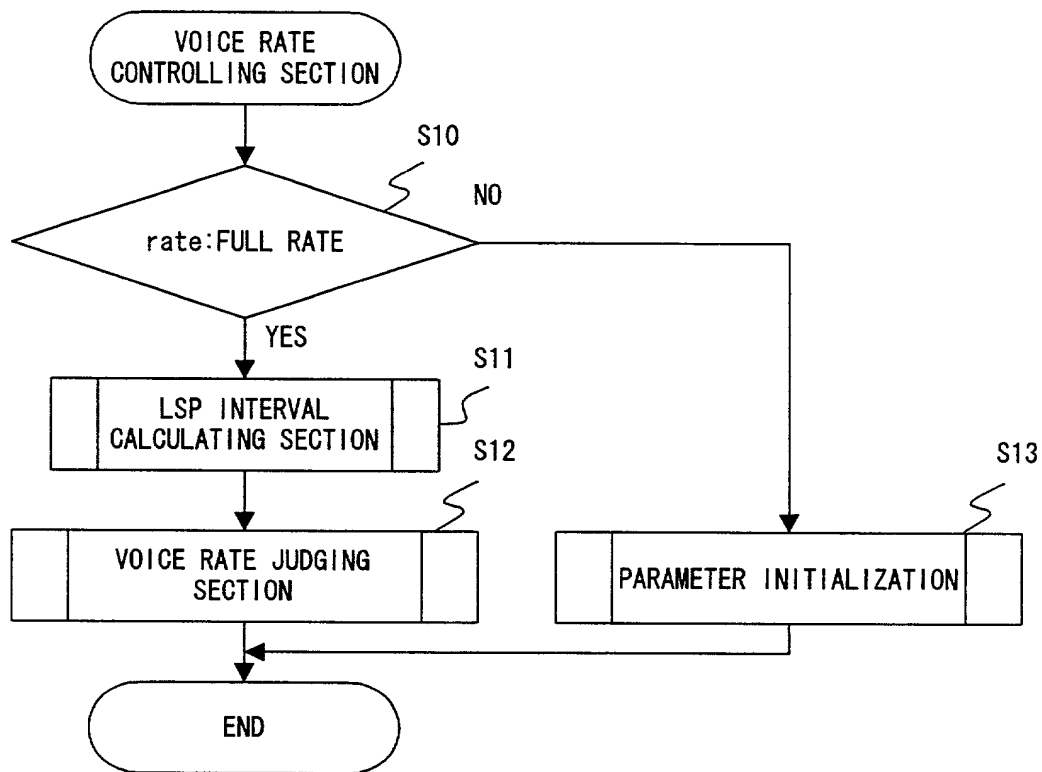 VOICE RATE
CONTROLLING SECTION
S10
NO
rate:FULL RATE
YES
S11
LSP INTERVAL
CALCULATING SECTION
S12
S13
VOICE RATE JUDGING
SECTION
PARAMETER INITIALIZATION
END